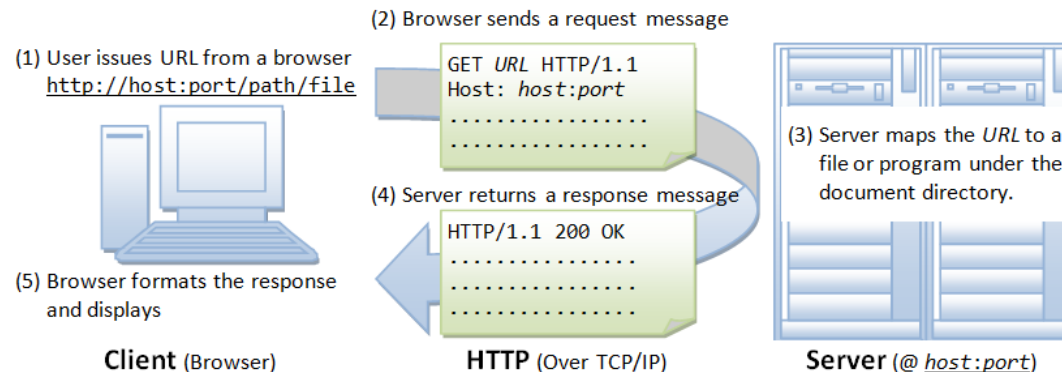 (1) User issues URL from a browser
http://host:port/path/file
(2) Browser sends a request message
GET URL HTTP/1.1
Host: host:port
..................
..................
(3) Server maps the URL to a
file or program under the
document directory.
(4) Server returns a response message
HTTP/1.1 200 OK
.................
.................
.................
(5) Browser formats the response
and displays
Client (Browser)
HTTP (Over TCP/IP)
Server (@ host:port)